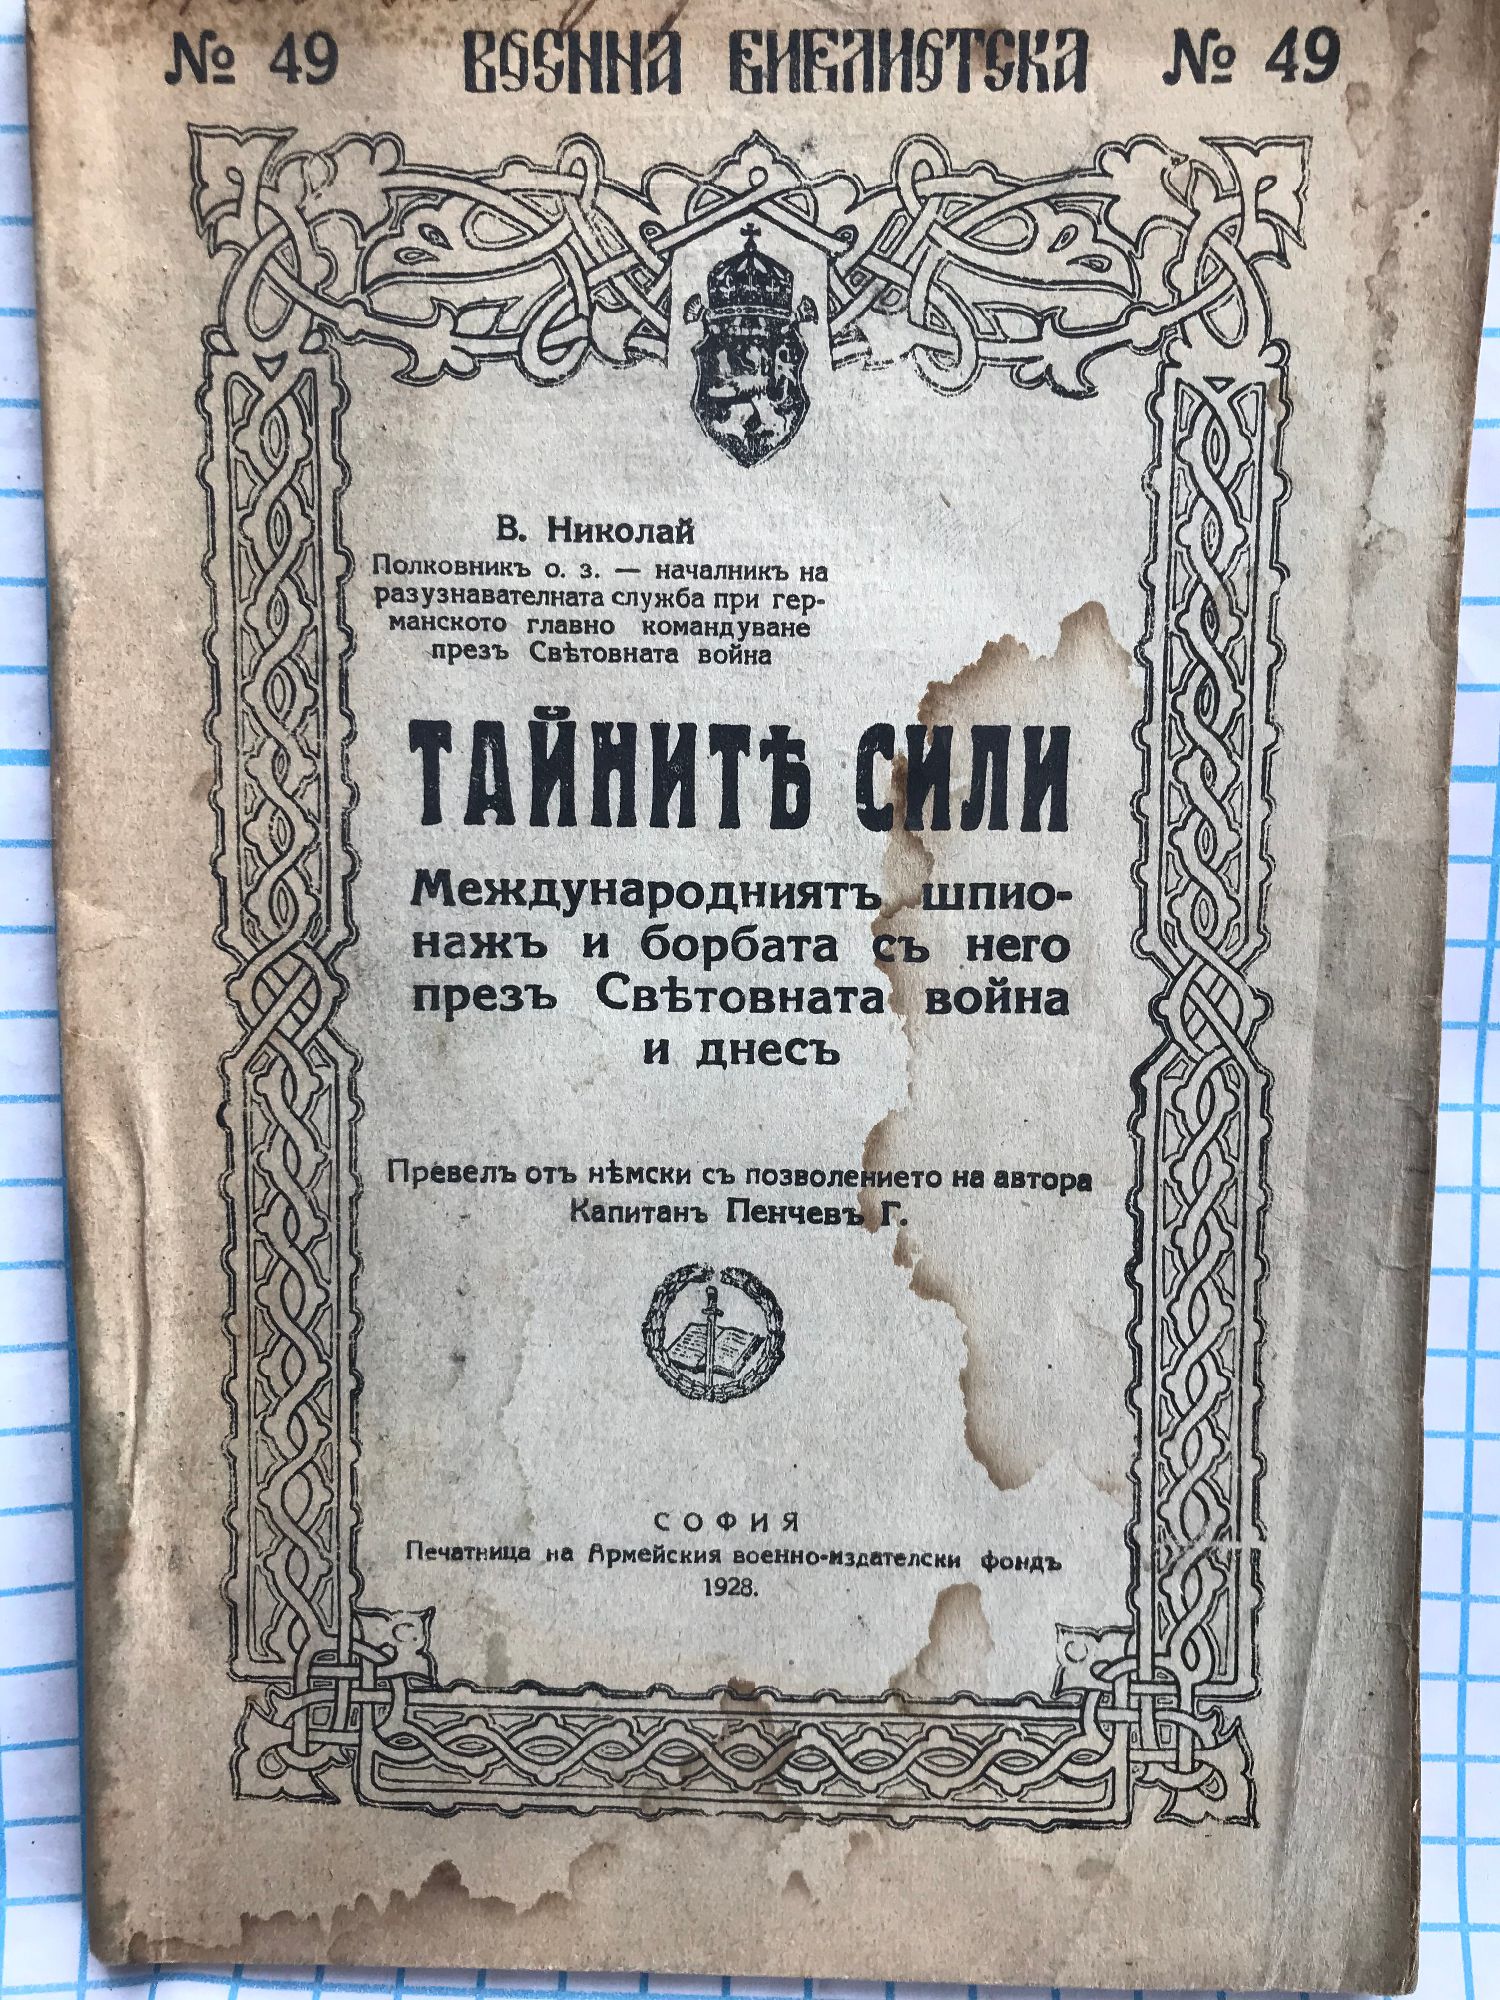 № 49 ВОЕННА БИБЛИОТЕКА № 49
В. Николай
Полковникъ о. з. — началникъ на
разузнавателната служба при гер-
манското главно командуване
презъ Свѣтовната война
ТАЙНИТѢ СИЛИ
Международниятъ шпио-
нажъ и борбата съ него
презъ Свѣтовната война
и днесъ
Превелъ отъ нѣмски съ позволението на автора
Капитанъ Пенчевъ Г.
СОФИЯ
Печатница на Армейския военно-издателски фондъ
1928.